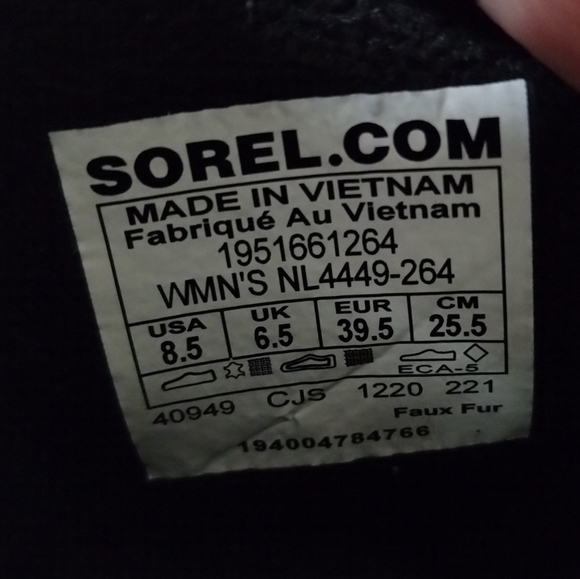 SOREL.COM
MADE IN VIETNAM
Fabriqué Au Vietnam
1951661264
WMN'S NL4449-264
USA UK EUR CM
8.5 6.5 39.5 25.5
ECA-5
40949 CJS 1220 221
Faux Fur
194004784766